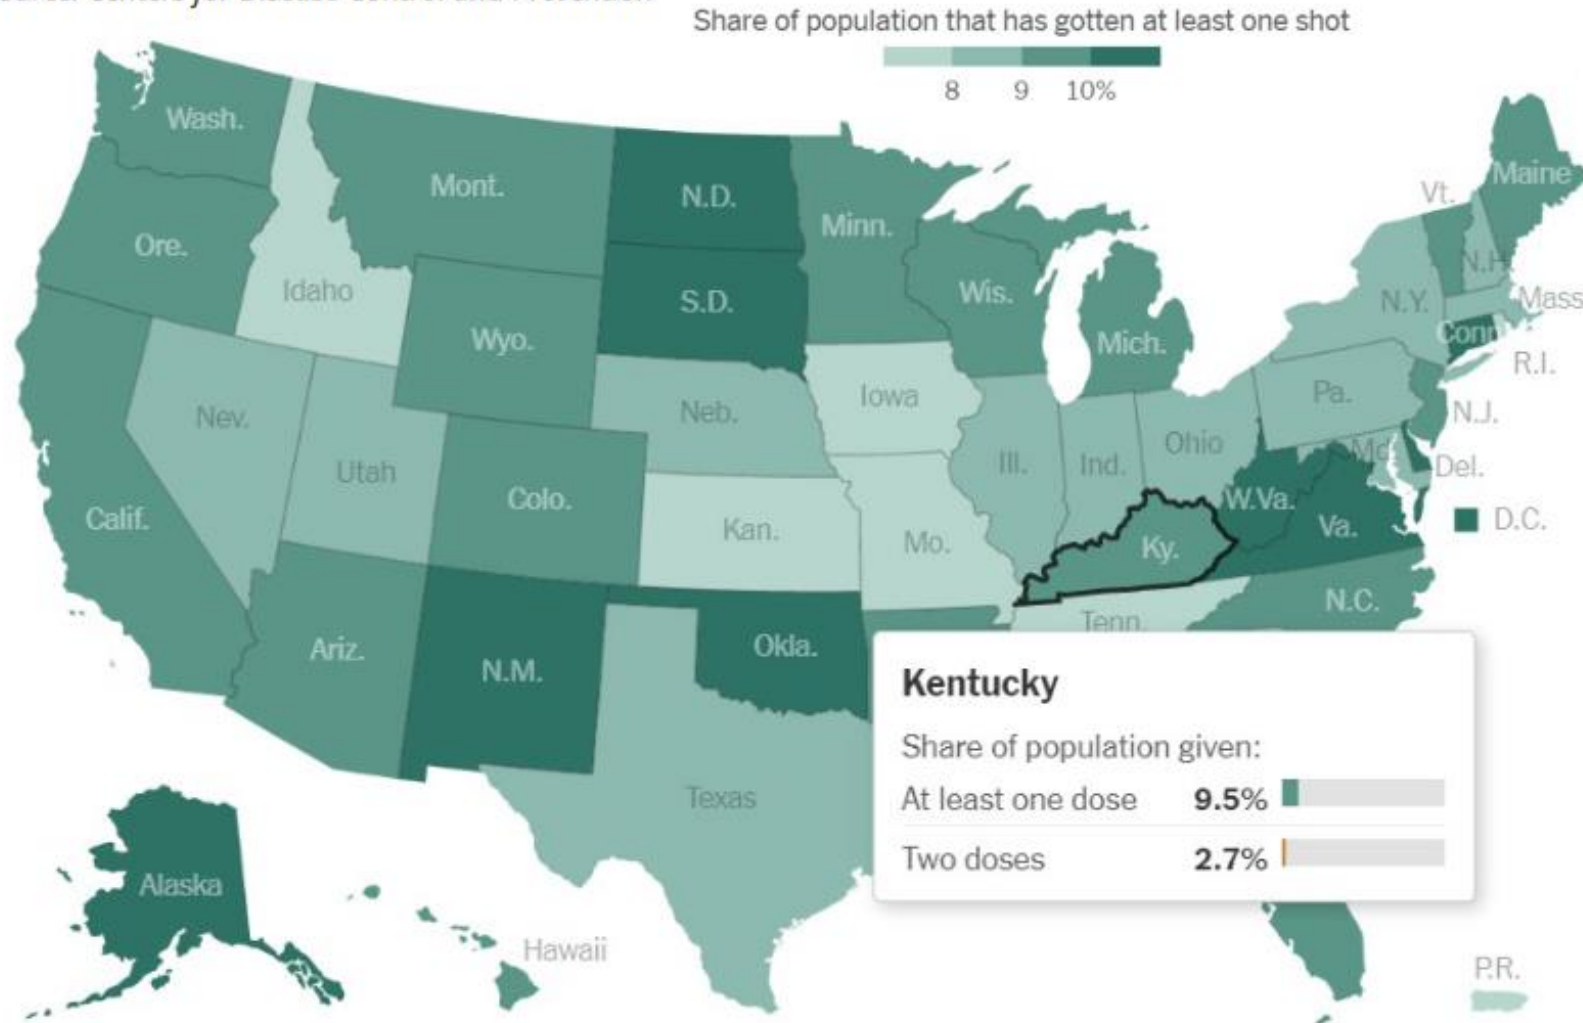 Share of population that has gotten at least one shot
8 9 10%
Wash.
Mont.
N.D.
Minn.
Vt.
Maine
Ore.
Idaho
S.D.
Wis.
N.H.
Wyo.
Mich.
N.Y.
Mass
Conn
R.I.
Nev.
Utah
Neb.
Iowa
Pa.
N.J.
Ill.
Ind.
Ohio
Md.
Del.
Calif.
Colo.
Kan.
Mo.
Ky.
W.Va.
Va.
D.C.
Ariz.
N.M.
Okla.
Tenn.
N.C.
Kentucky
Share of population given:
At least one dose 9.5%
Two doses 2.7%
Texas
Alaska
Hawaii
P.R.